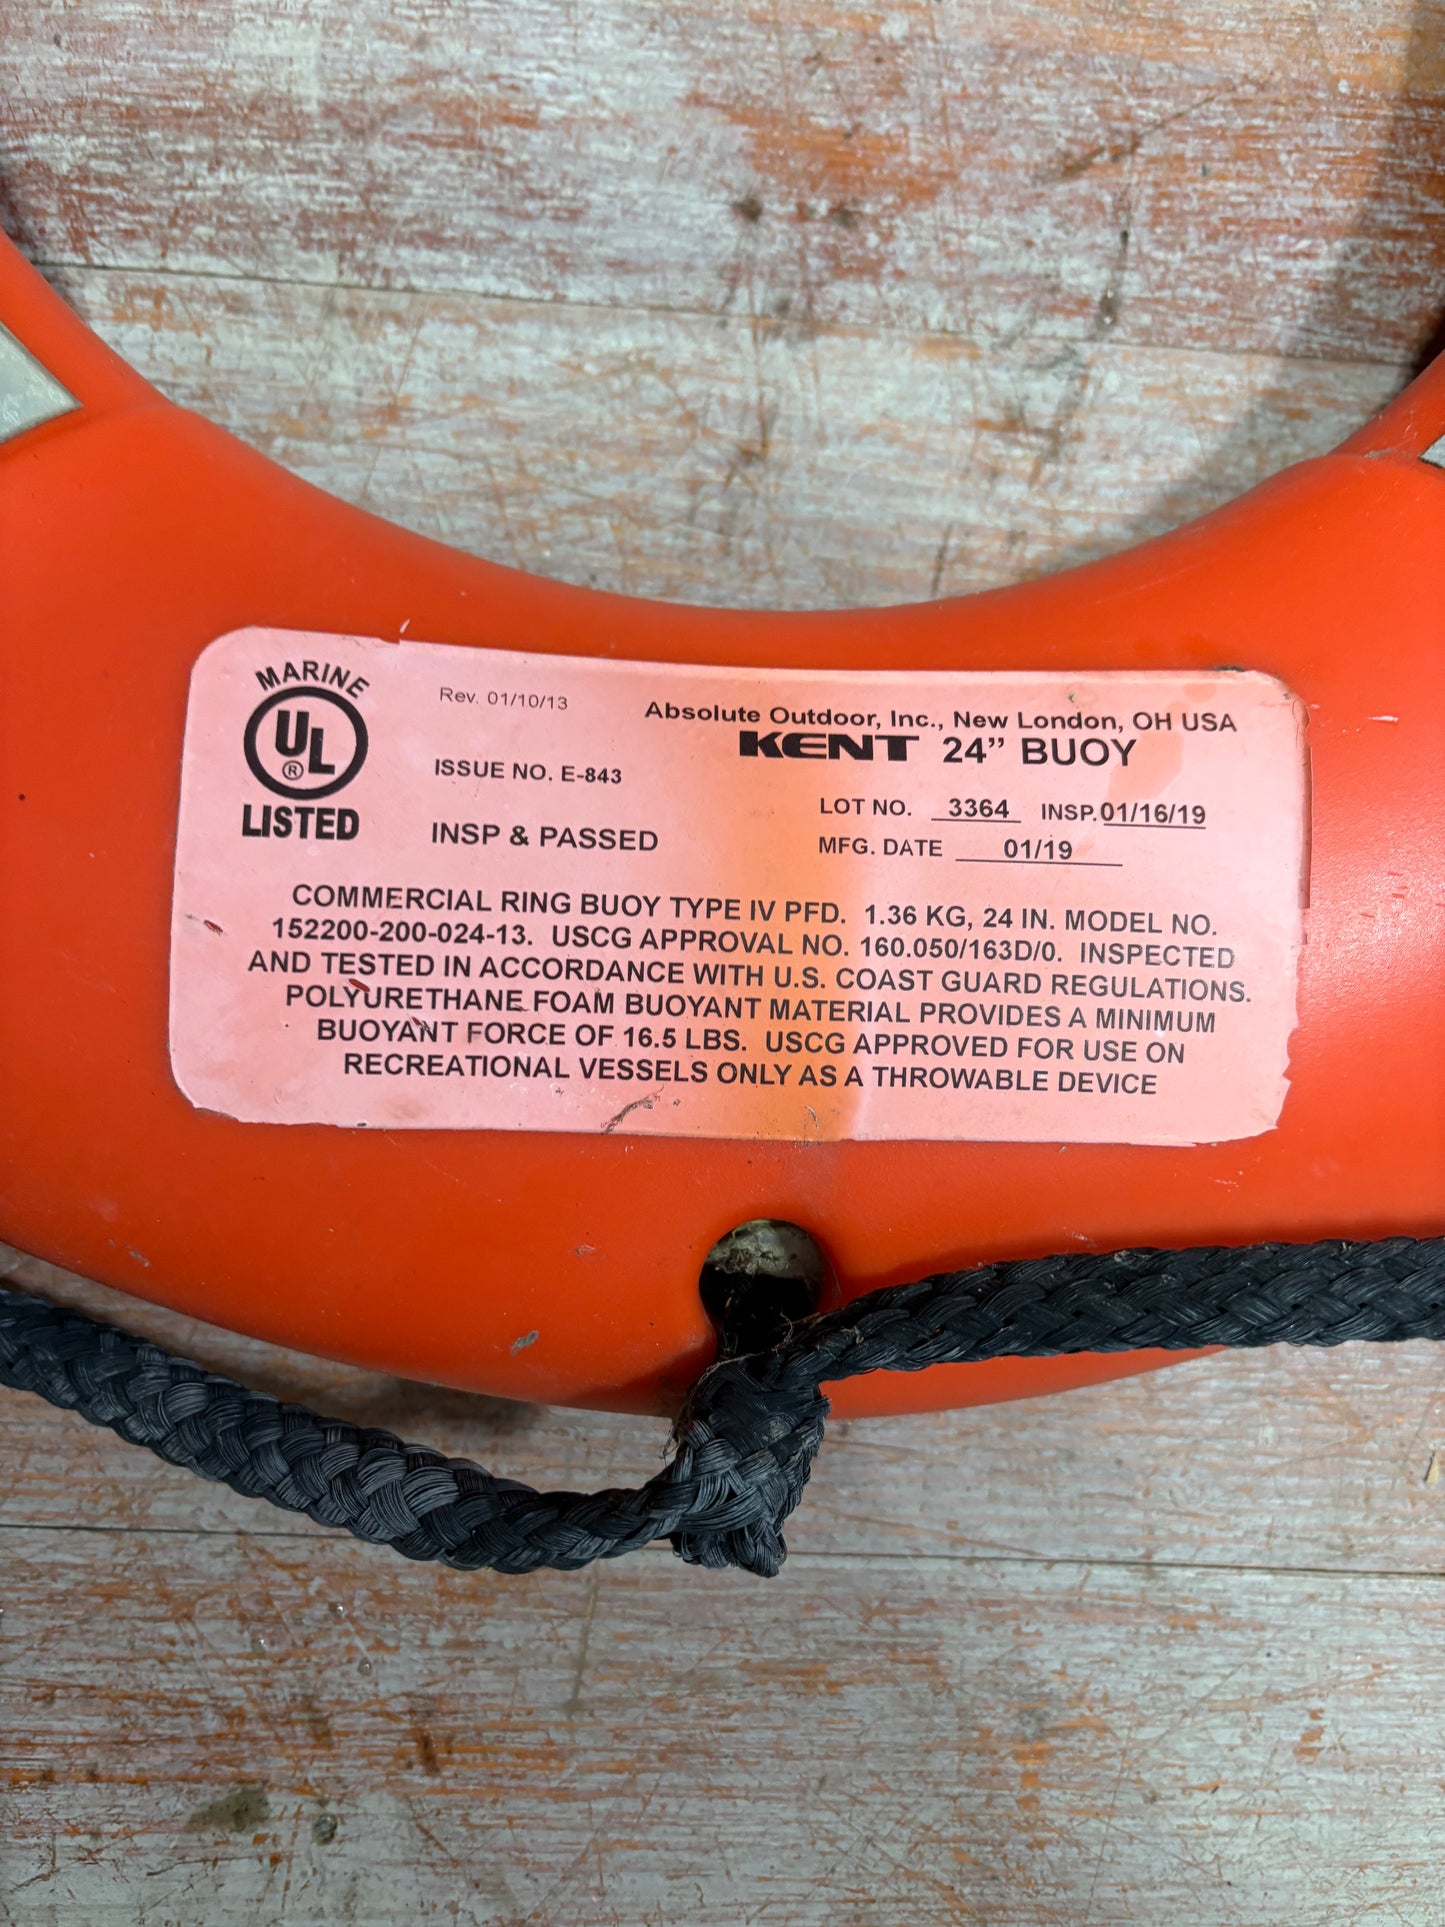 MARINE
UL
®
LISTED
Rev. 01/10/13
ISSUE NO. E-843
INSP & PASSED
Absolute Outdoor, Inc., New London, OH USA
KENT 24” BUOY
LOT NO. 3364 INSP. 01/16/19
MFG. DATE 01/19
COMMERCIAL RING BUOY TYPE IV PFD. 1.36 KG, 24 IN. MODEL NO.
152200-200-024-13. USCG APPROVAL NO. 160.050/163D/0. INSPECTED
AND TESTED IN ACCORDANCE WITH U.S. COAST GUARD REGULATIONS.
POLYURETHANE FOAM BUOYANT MATERIAL PROVIDES A MINIMUM
BUOYANT FORCE OF 16.5 LBS. USCG APPROVED FOR USE ON
RECREATIONAL VESSELS ONLY AS A THROWABLE DEVICE